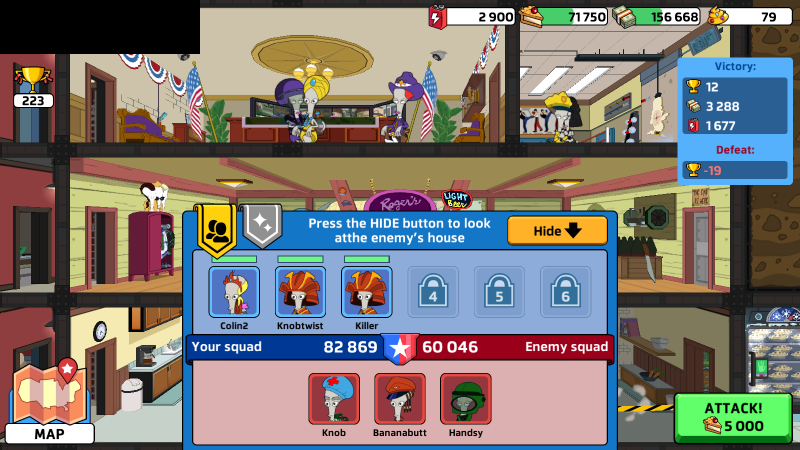 2 900
71 750
156 668
79
223
Victory:
12
3 288
1 677
Defeat:
-19
Roger's
LIGHT
Beer
Press the HIDE button to look
atthe enemy's house
Hide
4
5
6
Colin2
Knobtwist
Killer
Your squad
82 869
60 046
Enemy squad
Knob
Bananabutt
Handsy
MAP
ATTACK!
5 000